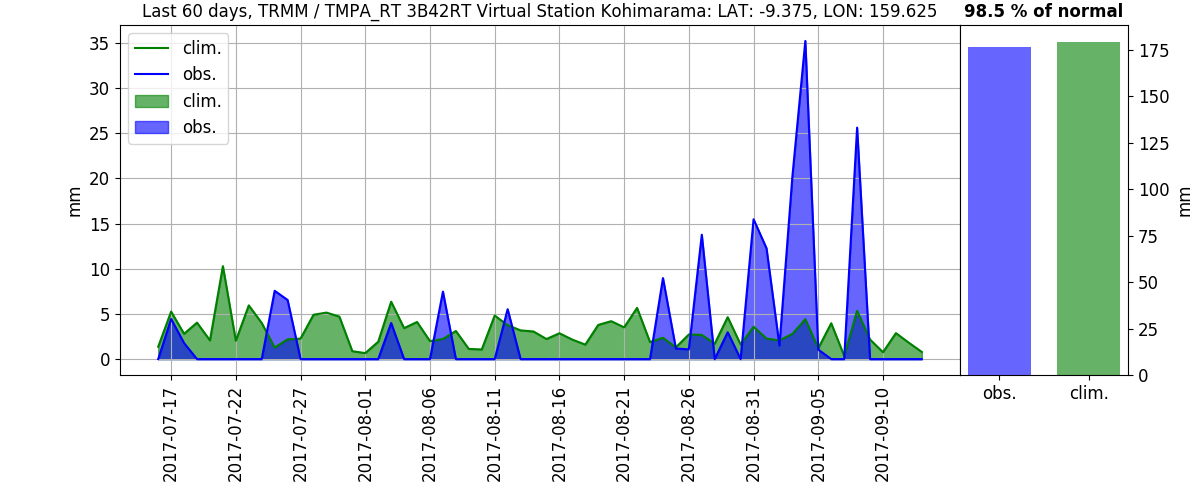 Last 60 days, TRMM / TMPA_RT 3B42RT Virtual Station Kohimarama: LAT: -9.375, LON: 159.625
98.5 % of normal
clim.
obs.
clim.
obs.
35
30
25
20
15
10
5
0
mm
2017-07-17
2017-07-22
2017-07-27
2017-08-01
2017-08-06
2017-08-11
2017-08-16
2017-08-21
2017-08-26
2017-08-31
2017-09-05
2017-09-10
175
150
125
100
75
50
25
0
mm
obs.
clim.